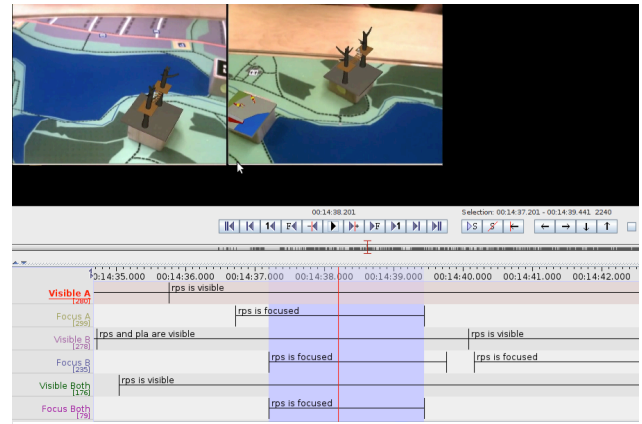 00:14:38.201
Selection: 00:14:37.201 - 00:14:39.441 2240
1 F F 1 S S
0:14:35.000 00:14:36.000 00:14:37.000 00:14:38.000 00:14:39.000 00:14:40.000 00:14:41.000 00:14:42.000
Visible A
[280]
rps is visible
Focus A
[299]
rps is focused
Visible B
[278]
rps and pla are visible
rps is visible
Focus B
[235]
rps is focused
rps is focused
Visible Both
[176]
rps is visible
Focus Both
[79]
rps is focused